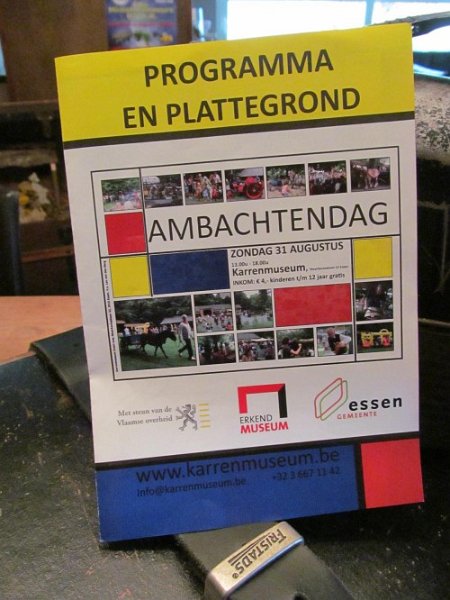 PROGRAMMA
EN PLATTEGROND
AMBACHTENDAG
ZONDAG 31 AUGUSTUS
Karrenmuseum,
INKOM: € 4,- kinderen t/m 12 jaar gratis
Met steun van de
Vlaamse overheid
ERKEND
MUSEUM
essen
GEMEENTE
www.karrenmuseum.be
info@karrenmuseum.be
+32 3 667 13 42
FRISTADS®